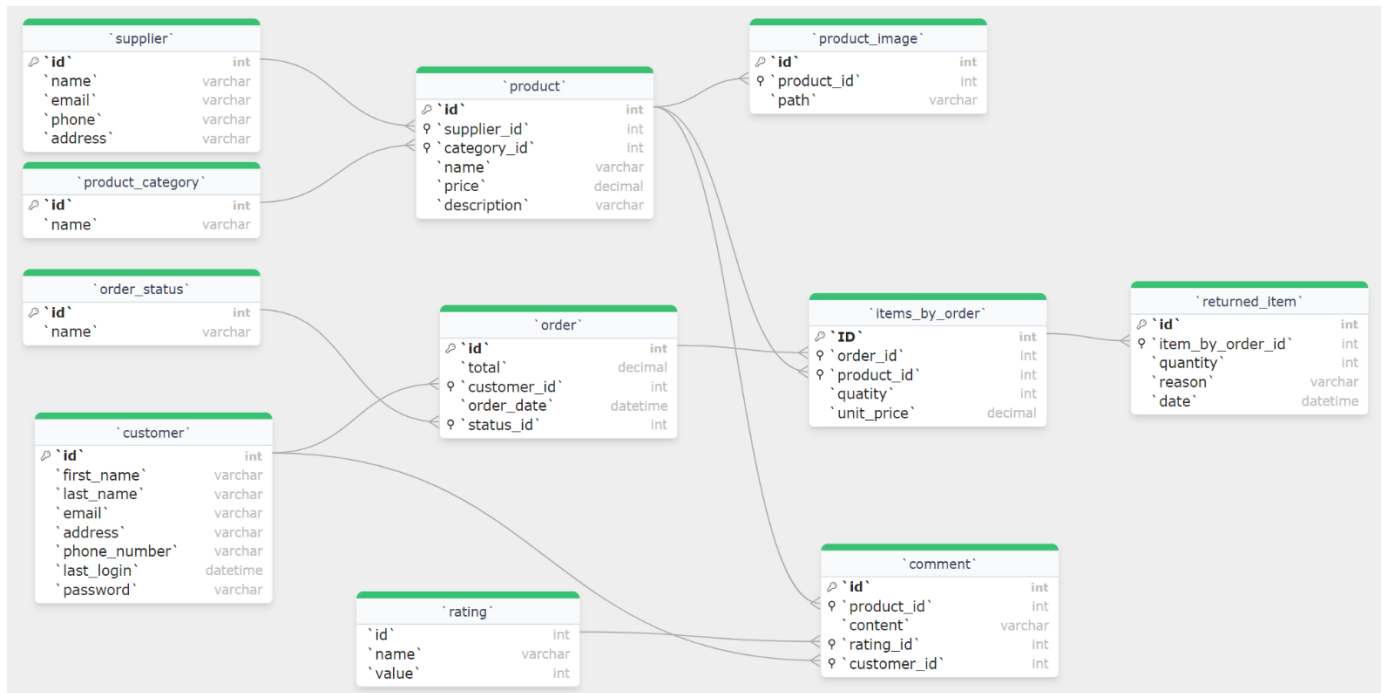 `supplier`
`id` int
`name` varchar
`email` varchar
`phone` varchar
`address` varchar
`product_category`
`id` int
`name` varchar
`product`
`id` int
`supplier_id` int
`category_id` int
`name` varchar
`price` decimal
`description` varchar
`product_image`
`id` int
`product_id` int
`path` varchar
`order_status`
`id` int
`name` varchar
`order`
`id` int
`total` decimal
`customer_id` int
`order_date` datetime
`status_id` int
`items_by_order`
`ID` int
`order_id` int
`product_id` int
`quatity` int
`unit_price` decimal
`returned_item`
`id` int
`item_by_order_id` int
`quantity` int
`reason` varchar
`date` datetime
`customer`
`id` int
`first_name` varchar
`last_name` varchar
`email` varchar
`address` varchar
`phone_number` varchar
`last_login` datetime
`password` varchar
`rating`
`id` int
`name` varchar
`value` int
`comment`
`id` int
`product_id` int
`content` varchar
`rating_id` int
`customer_id` int